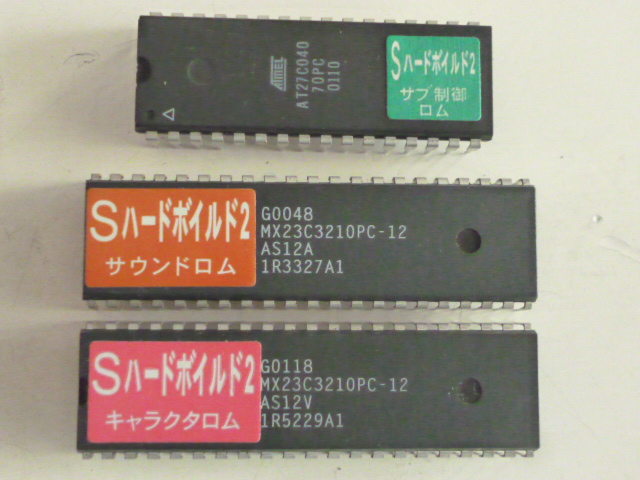 ATMEL
AT27C040
70PC
0110
Sハードボイルド2
サブ制御
ロム
Sハードボイルド2
サウンドロム
G0048
MX23C3210PC-12
AS12A
1R3327A1
Sハードボイルド2
キャラクタロム
G0118
MX23C3210PC-12
AS12V
1R5229A1